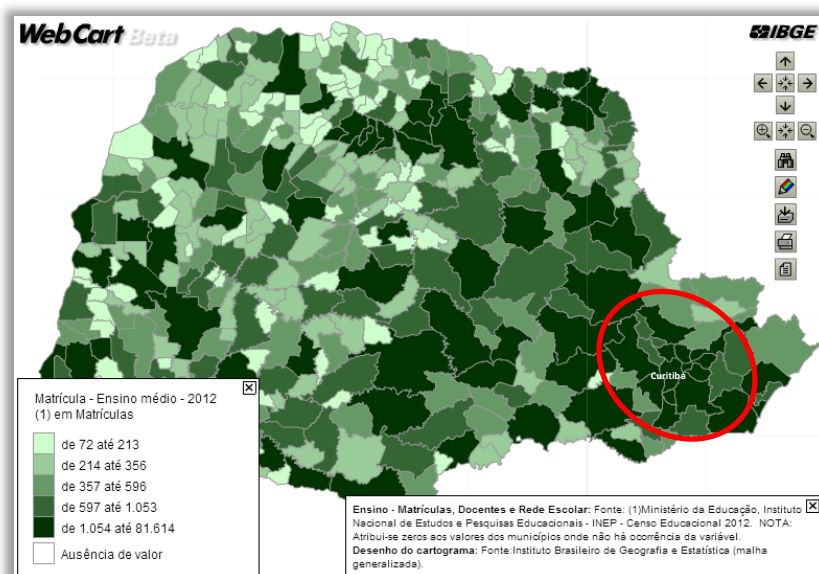 WebCart Beta
IBGE
Curitiba
Matrícula - Ensino médio - 2012
(1) em Matrículas
de 72 até 213
de 214 até 356
de 357 até 596
de 597 até 1.053
de 1.054 até 81.614
Ausência de valor
Ensino - Matrículas, Docentes e Rede Escolar: Fonte: (1)Ministério da Educação, Instituto
Nacional de Estudos e Pesquisas Educacionais - INEP - Censo Educacional 2012. NOTA:
Atribui-se zeros aos valores dos municípios onde não há ocorrência da variável.
Desenho do cartograma: Fonte:Instituto Brasileiro de Geografia e Estatística (malha
generalizada).